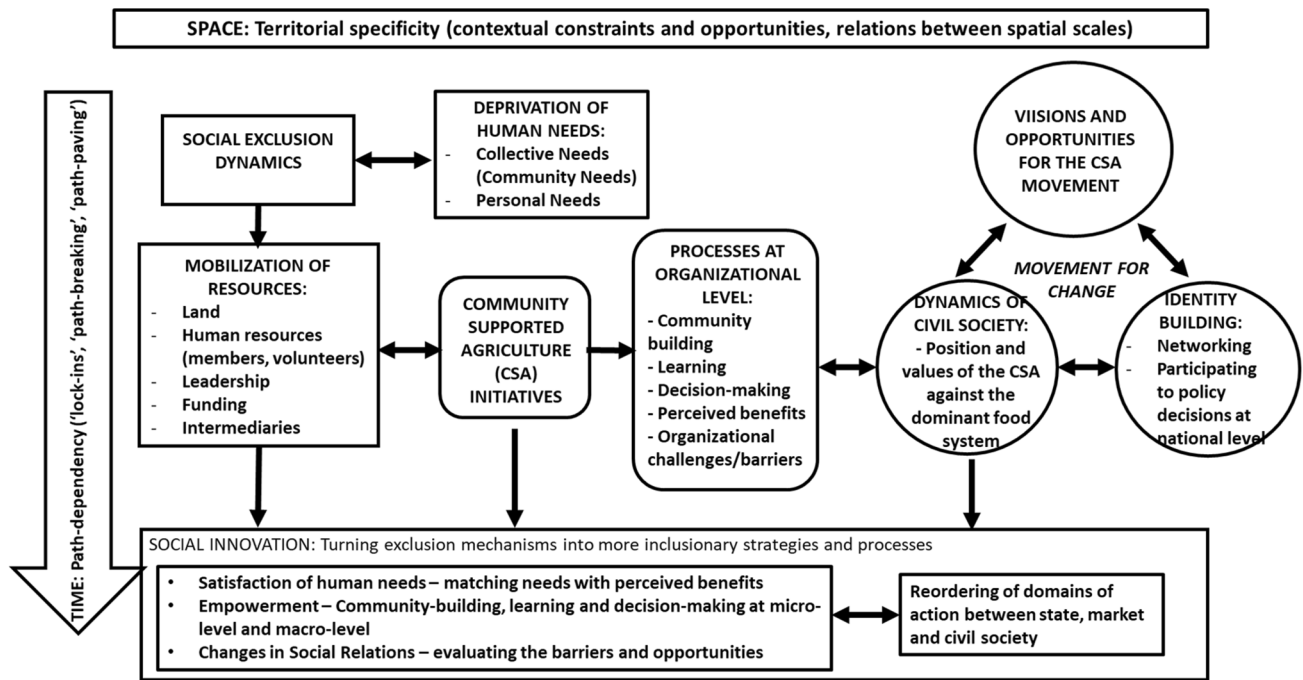 SPACE: Territorial specificity (contextual constraints and opportunities, relations between spatial scales)
TIME: Path-dependency (‘lock-ins’, ‘path-breaking’, ‘path-paving’)
SOCIAL EXCLUSION
DYNAMICS
DEPRIVATION OF
HUMAN NEEDS:
- Collective Needs
(Community Needs)
- Personal Needs
VIISIONS AND
OPPORTUNITIES
FOR THE CSA
MOVEMENT
MOBILIZATION OF
RESOURCES:
- Land
- Human resources
(members, volunteers)
- Leadership
- Funding
- Intermediaries
COMMUNITY
SUPPORTED
AGRICULTURE
(CSA)
INITIATIVES
PROCESSES AT
ORGANIZATIONAL
LEVEL:
- Community
building
- Learning
- Decision-making
- Perceived benefits
- Organizational
challenges/barriers
MOVEMENT FOR
CHANGE
DYNAMICS OF
CIVIL SOCIETY:
- Position and
values of the CSA
against the
dominant food
system
IDENTITY
BUILDING:
- Networking
- Participating
to policy
decisions at
national level
SOCIAL INNOVATION: Turning exclusion mechanisms into more inclusionary strategies and processes
• Satisfaction of human needs – matching needs with perceived benefits
• Empowerment – Community-building, learning and decision-making at micro-
level and macro-level
• Changes in Social Relations – evaluating the barriers and opportunities
Reordering of domains of
action between state, market
and civil society